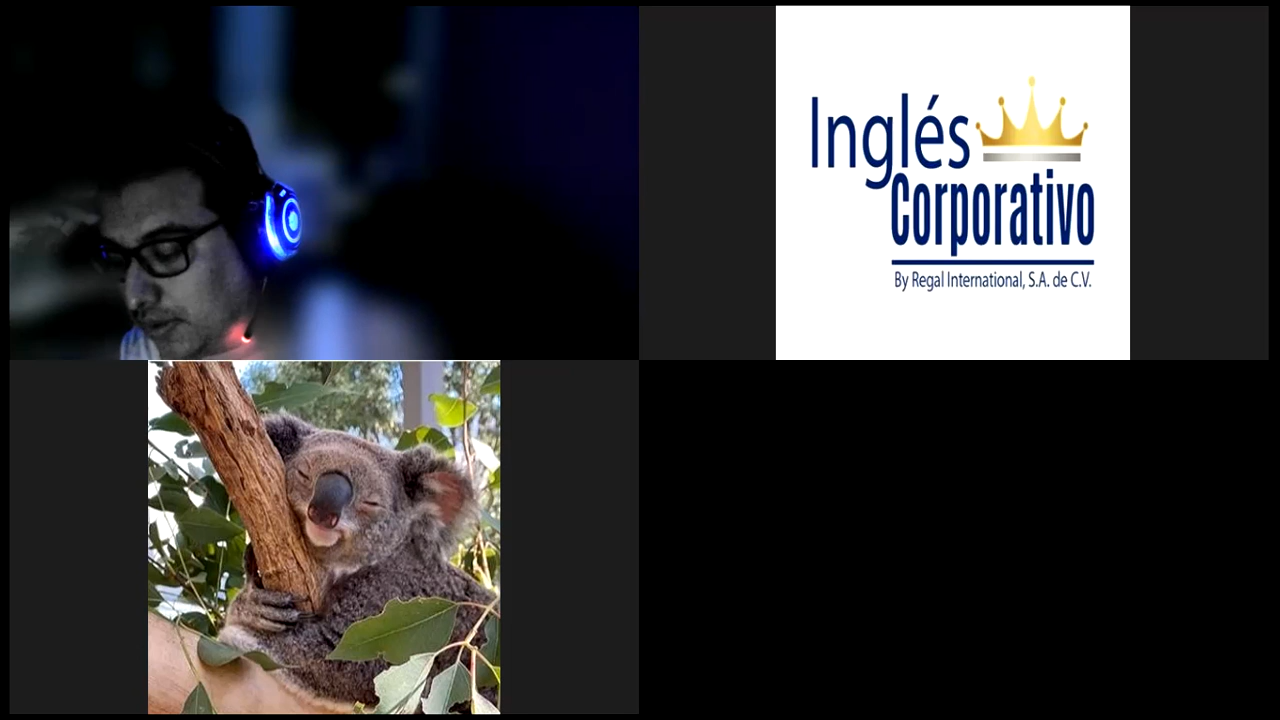 Inglés
Corporativo
By Regal International, S.A. de C.V.